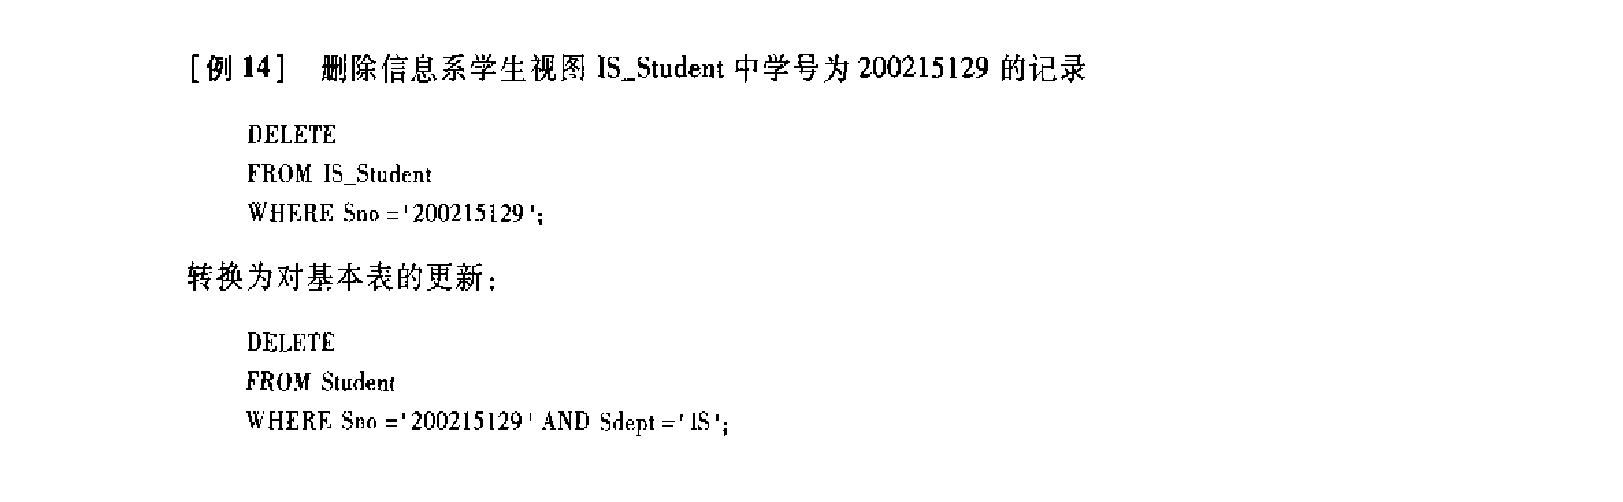 [例 14] 删除信息系学生视图 IS_Student 中学号为 200215129 的记录
DELETE
FROM IS_Student
WHERE Sno ='200215129';
转换为对基本表的更新：
DELETE
FROM Student
WHERE Sno ='200215129' AND Sdept ='IS';